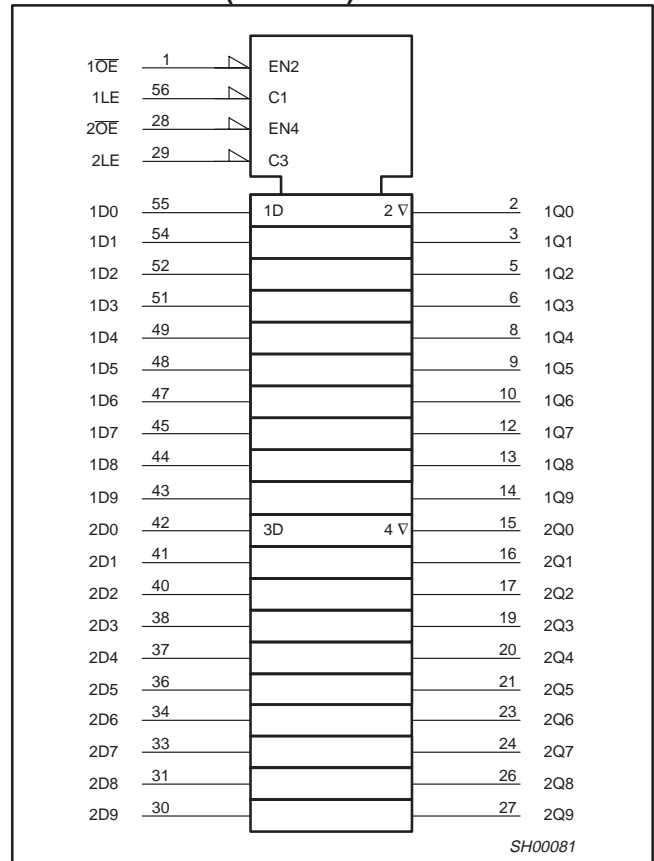 1O̅E̅ 1 EN2
1LE 56 C1
2O̅E̅ 28 EN4
2LE 29 C3
1D0 55 1D 2 ∇ 2 1Q0
1D1 54 3 1Q1
1D2 52 5 1Q2
1D3 51 6 1Q3
1D4 49 8 1Q4
1D5 48 9 1Q5
1D6 47 10 1Q6
1D7 45 12 1Q7
1D8 44 13 1Q8
1D9 43 14 1Q9
2D0 42 3D 4 ∇ 15 2Q0
2D1 41 16 2Q1
2D2 40 17 2Q2
2D3 38 19 2Q3
2D4 37 20 2Q4
2D5 36 21 2Q5
2D6 34 23 2Q6
2D7 33 24 2Q7
2D8 31 26 2Q8
2D9 30 27 2Q9
SH00081